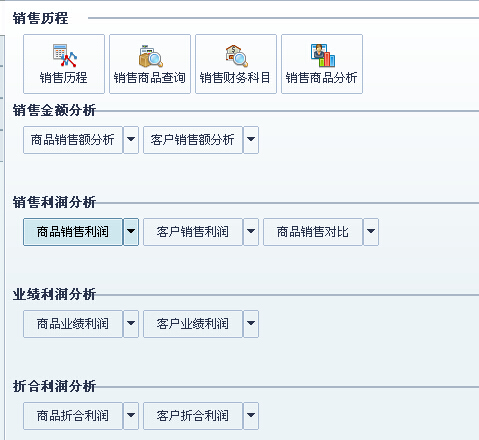 销售历程
销售历程 销售商品查询 销售财务科目 销售商品分析
销售金额分析
商品销售额分析 客户销售额分析
销售利润分析
商品销售利润 客户销售利润 商品销售对比
业绩利润分析
商品业绩利润 客户业绩利润
折合利润分析
商品折合利润 客户折合利润